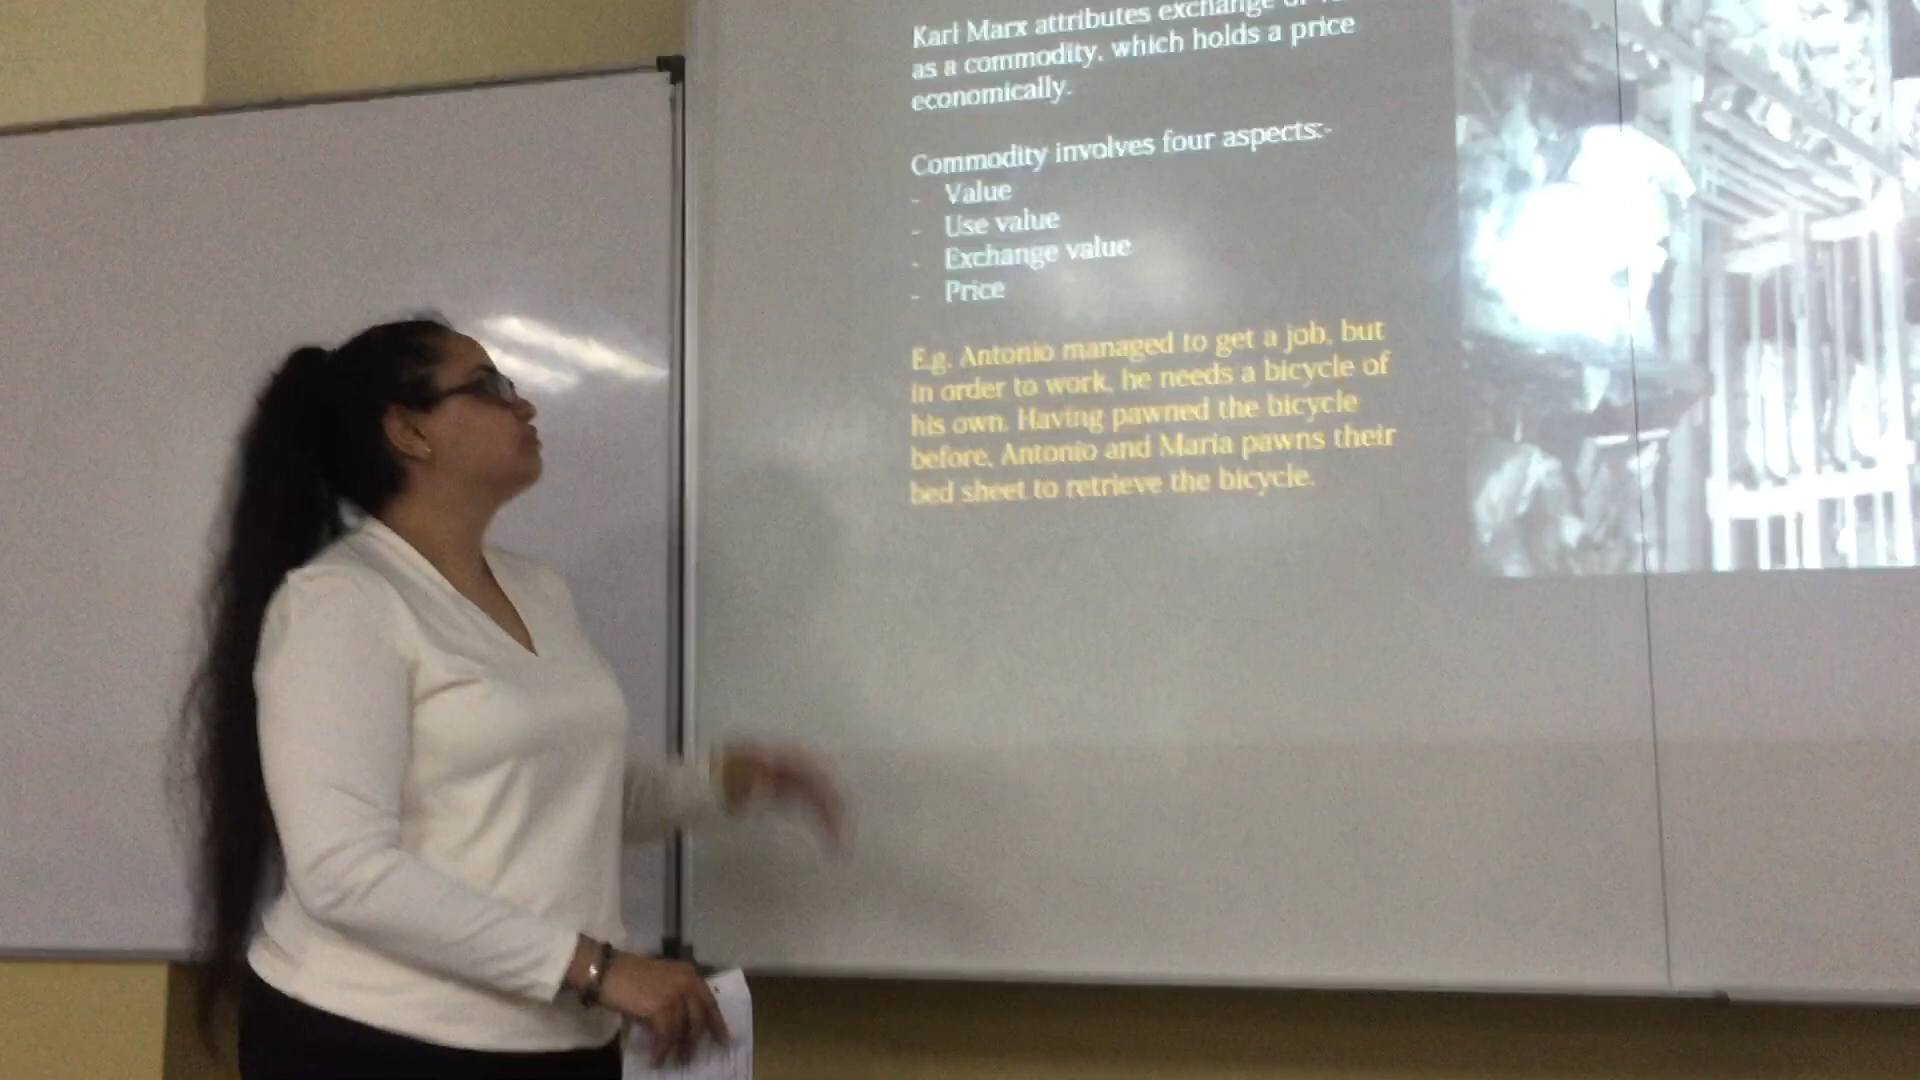 Karl Marx attributes exchange of
as a commodity, which holds a price
economically.
Commodity involves four aspects:-
- Value
- Use value
- Exchange value
- Price
E.g. Antonio managed to get a job, but
in order to work, he needs a bicycle of
his own. Having pawned the bicycle
before, Antonio and Maria pawns their
bed sheet to retrieve the bicycle.